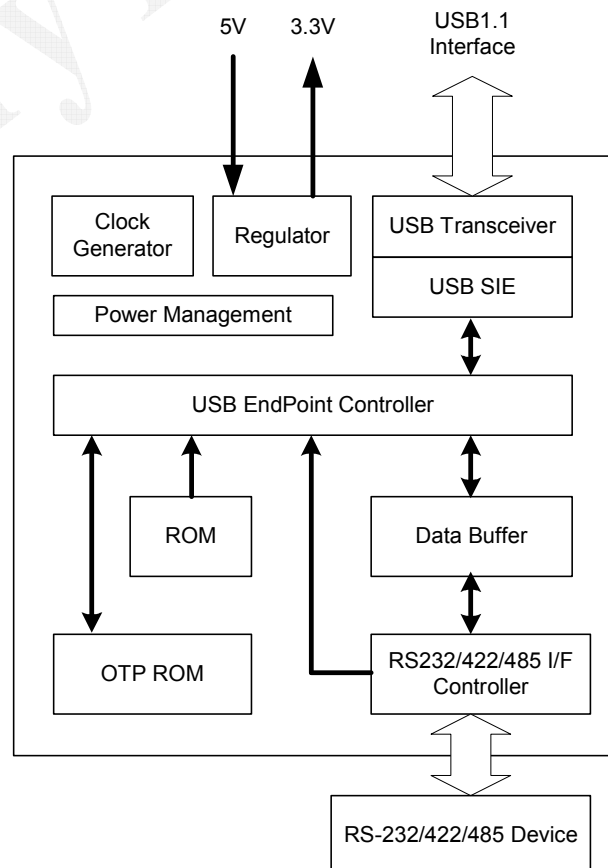 5V
3.3V
USB1.1
Interface
Clock
Generator
Regulator
USB Transceiver
USB SIE
Power Management
USB EndPoint Controller
ROM
Data Buffer
OTP ROM
RS232/422/485 I/F
Controller
RS-232/422/485 Device